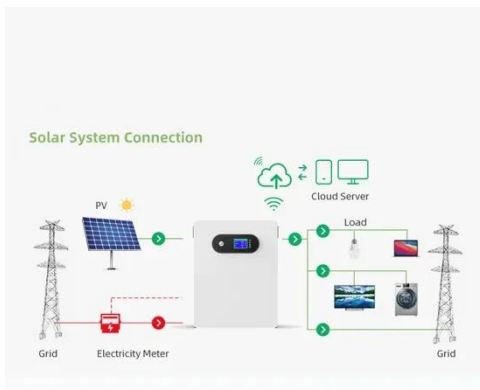 Solar System Connection
Cloud Server
PV
Load
Grid
Electricity Meter
Grid